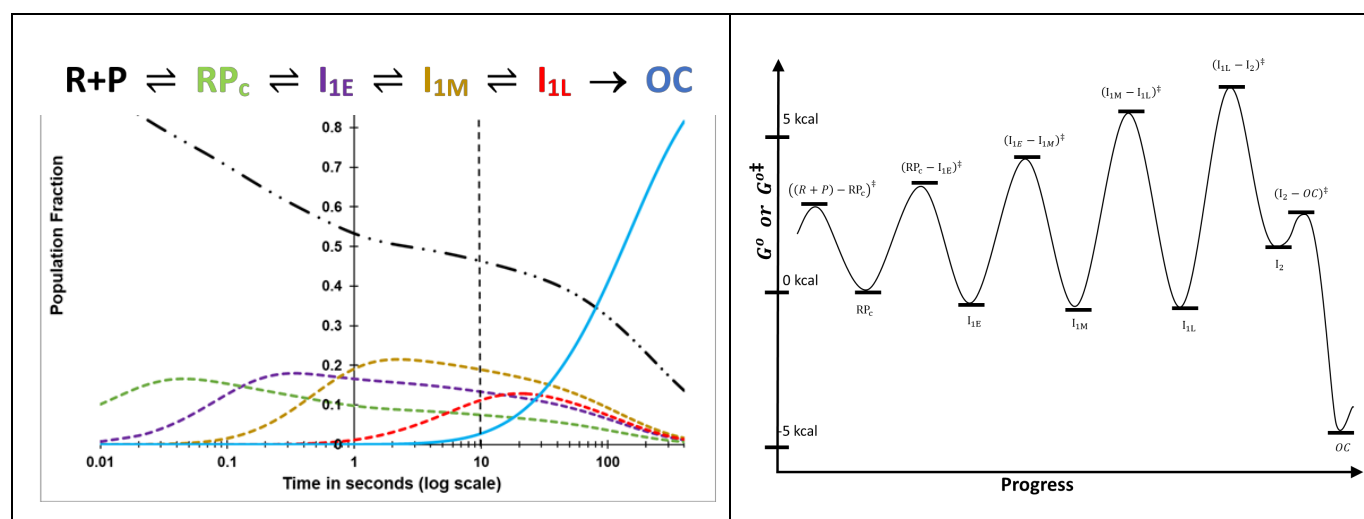 R+P ⇌ RPc ⇌ I1E ⇌ I1M ⇌ I1L → OC
Population Fraction
0.8
0.7
0.6
0.5
0.4
0.3
0.2
0.1
0
0.01 0.1 1 10 100
Time in seconds (log scale)
G° or G°‡
5 kcal
0 kcal
-5 kcal
((R + P) − RPc)‡
(RPc − I1E)‡
(I1E − I1M)‡
(I1M − I1L)‡
(I1L − I2)‡
(I2 − OC)‡
RPc
I1E
I1M
I1L
I2
OC
Progress